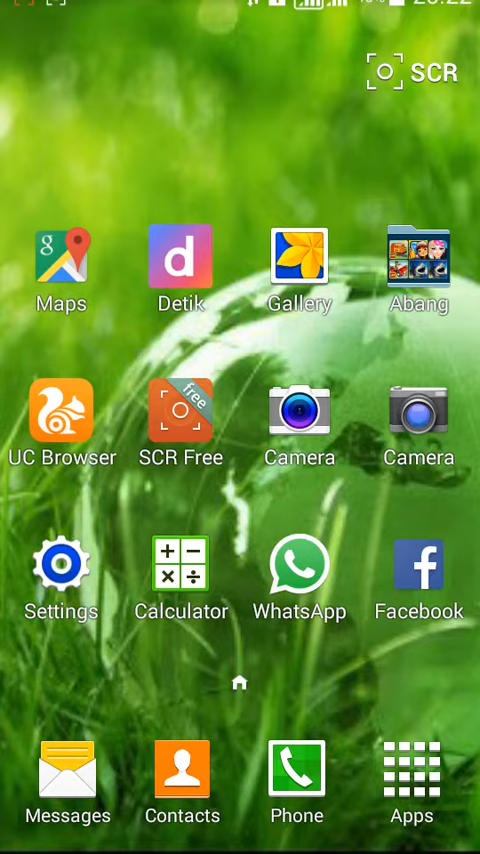 SCR
Maps
Detik
Gallery
Abang
free
UC Browser
SCR Free
Camera
Camera
Settings
Calculator
WhatsApp
Facebook
Messages
Contacts
Phone
Apps